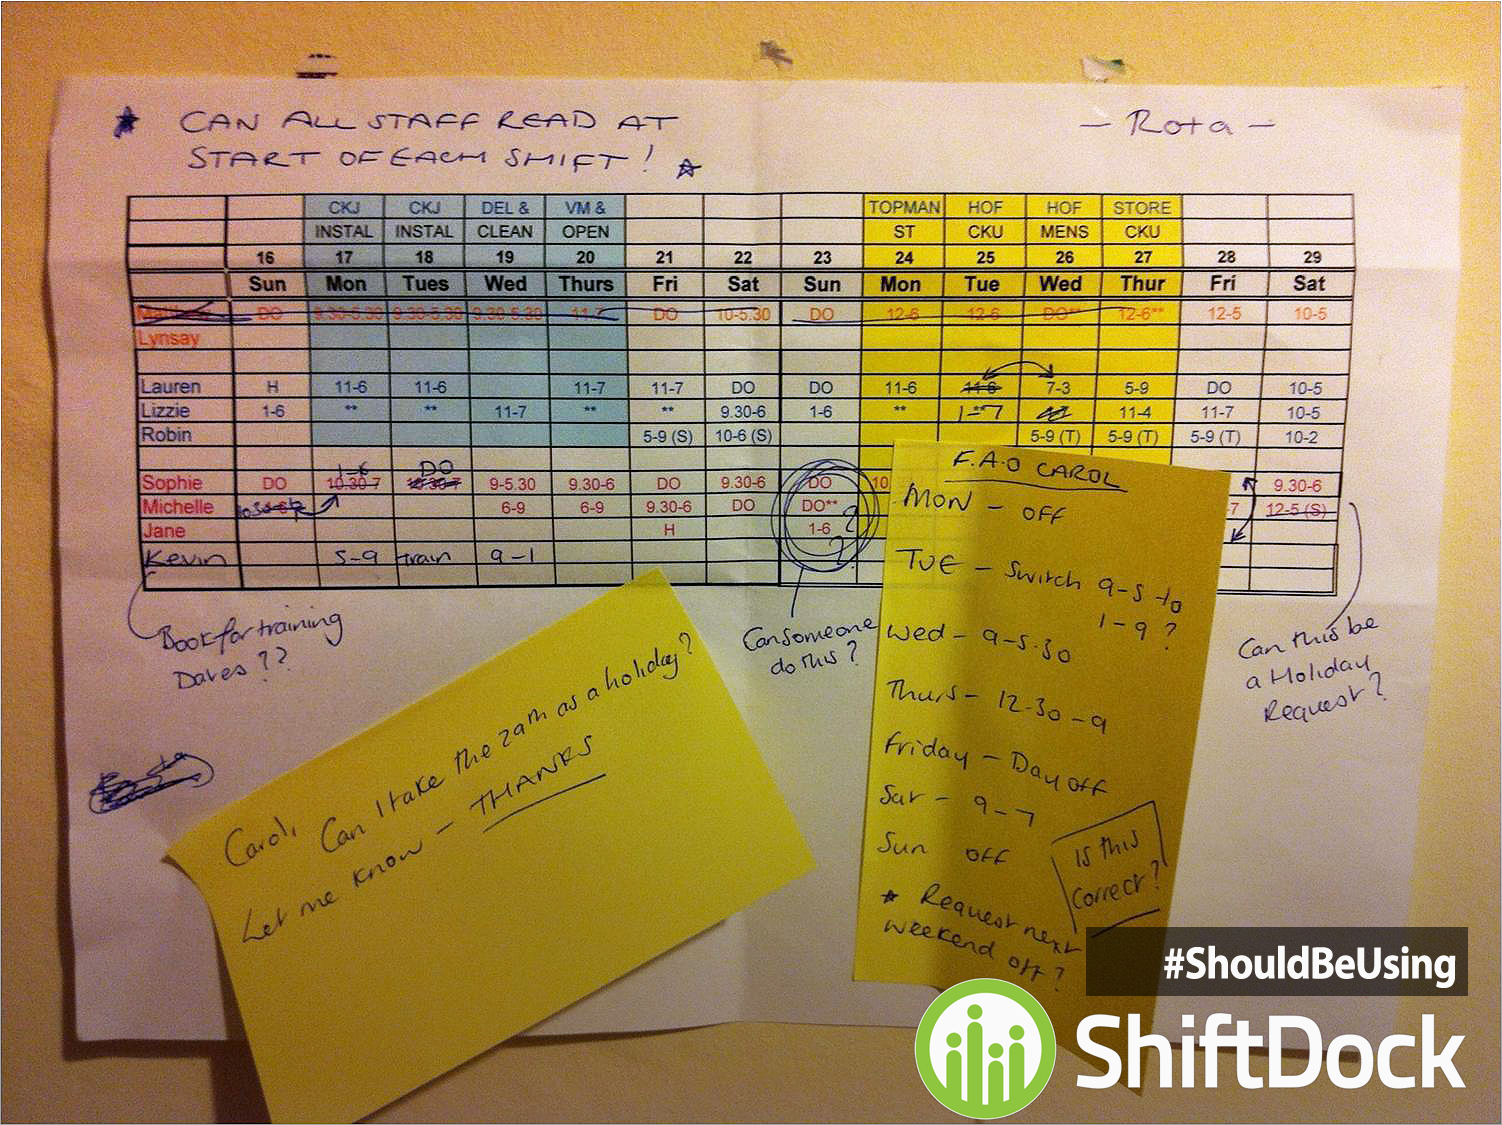 ★ CAN ALL STAFF READ AT
START OF EACH SHIFT! ★
- Rota -
CKJ CKJ DEL & VM & TOPMAN HOF HOF STORE
INSTAL INSTAL CLEAN OPEN ST CKU MENS CKU
16 17 18 19 20 21 22 23 24 25 26 27 28 29
Sun Mon Tues Wed Thurs Fri Sat Sun Mon Tue Wed Thur Fri Sat
DO 9.30-5.30 9.30-5.30 9.30-5.30 11-7 DO 10-5.30 DO 12-6 12-6 DO** 12-6** 12-5 10-5
Lynsay
Lauren H 11-6 11-6 11-7 11-7 DO DO 11-6 11-6 7-3 5-9 DO 10-5
Lizzie 1-6 ** ** 11-7 ** ** 9.30-6 1-6 ** ** 1-7 11-4 11-7 10-5
Robin 5-9 (S) 10-6 (S) 5-9 (T) 5-9 (T) 5-9 (T) 10-2
1-6 DO
Sophie DO 10.30-7 10.30-7 9-5.30 9.30-6 DO 9.30-6 DO 10 9.30-6
Michelle 6-9 6-9 9.30-6 DO DO** -7 12-5 (S)
Jane H 1-6 ?
Kevin 5-9 train 9-1 ?
Book for training
Dates??
Can someone
do this?
Can this be
a Holiday
Request?
Carol,
Can I take the 29th as a holiday?
Let me know - THANKS
F.A.O CAROL
MON - OFF
TUE - Switch 9-5 to
1-9?
Wed - 9-5.30
Thurs - 12.30-9
Friday - Day off
Sat - 9-7
Sun off
Is this
correct?
★ Request next
weekend off?
#ShouldBeUsing
ShiftDock